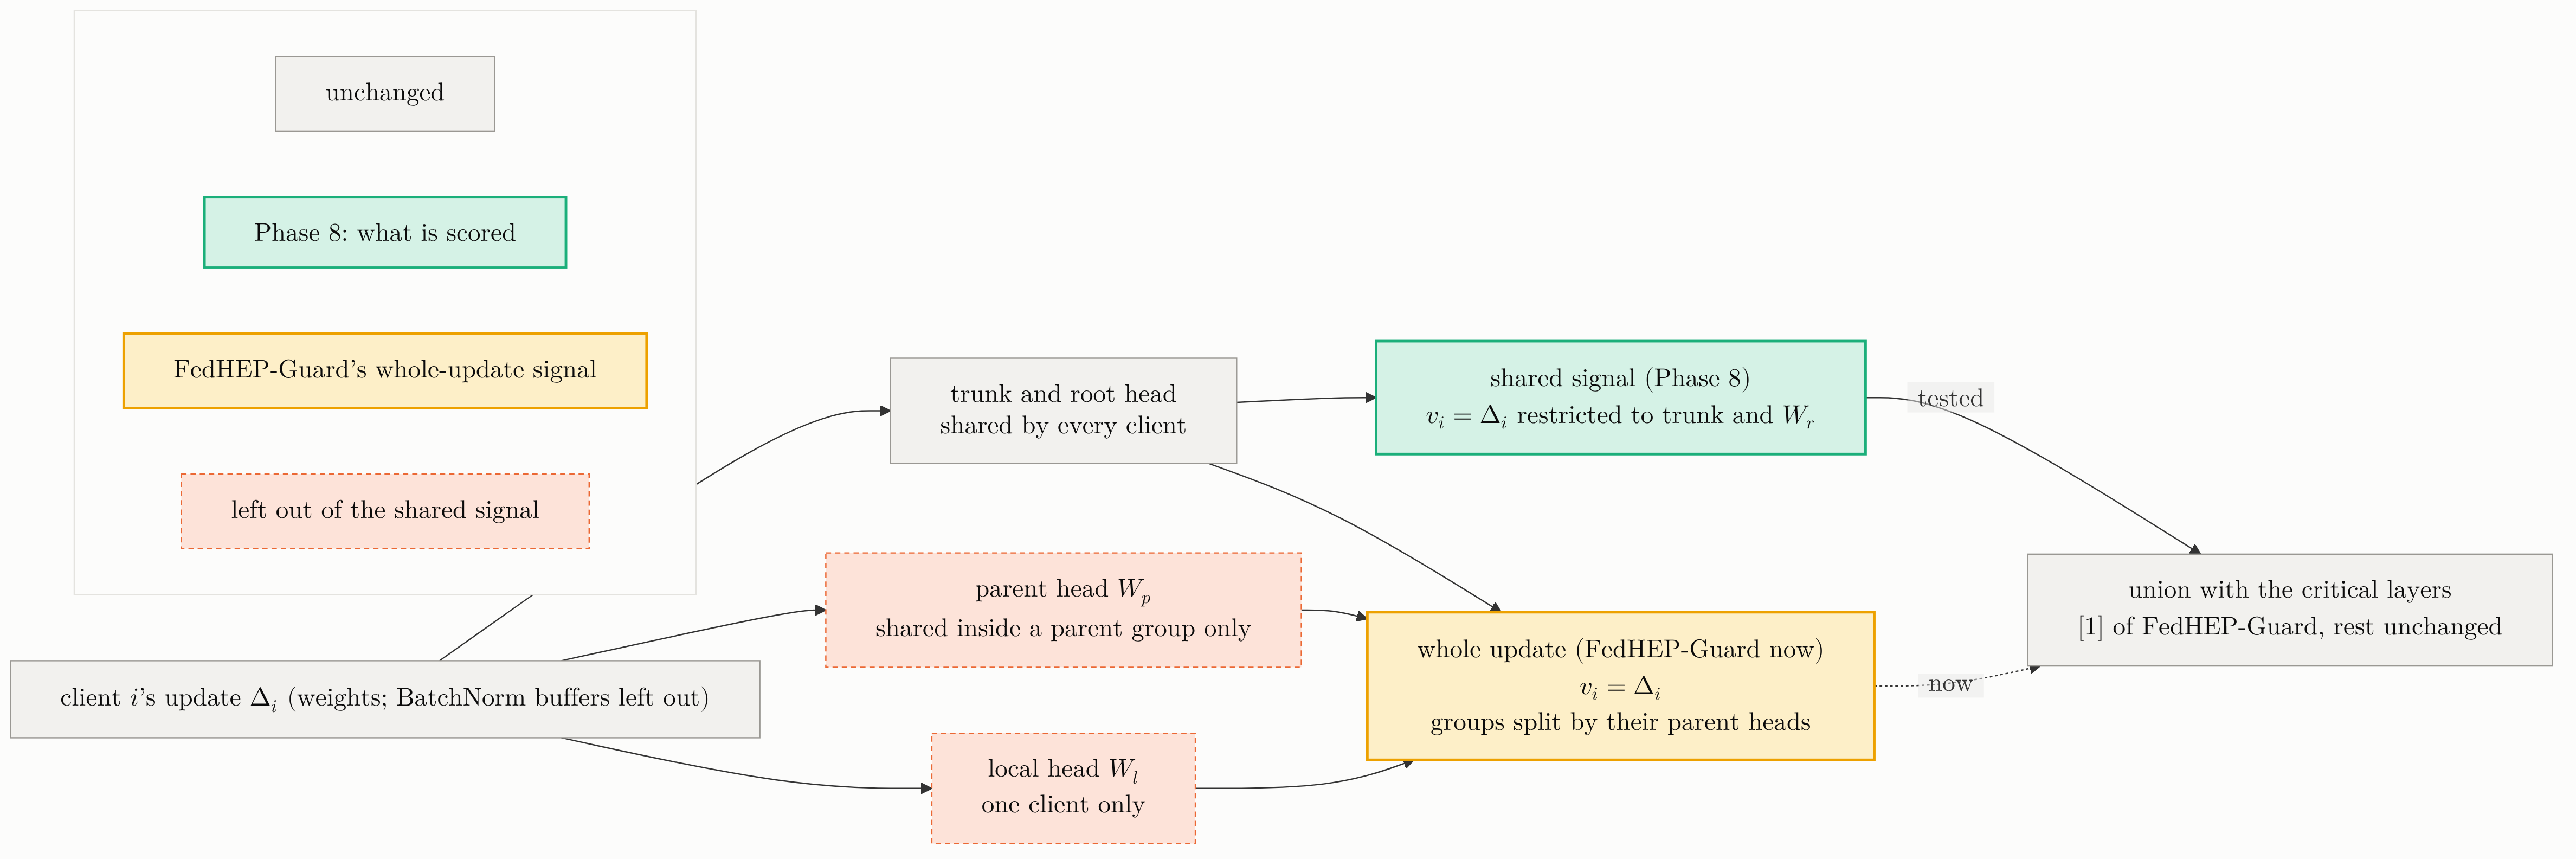 unchanged
Phase 8: what is scored
FedHEP-Guard’s whole-update signal
left out of the shared signal
client i’s update Δ_i (weights; BatchNorm buffers left out)
trunk and root head
shared by every client
parent head W_p
shared inside a parent group only
local head W_l
one client only
shared signal (Phase 8)
v_i = Δ_i restricted to trunk and W_r
whole update (FedHEP-Guard now)
v_i = Δ_i
groups split by their parent heads
tested
now
union with the critical layers
[1] of FedHEP-Guard, rest unchanged